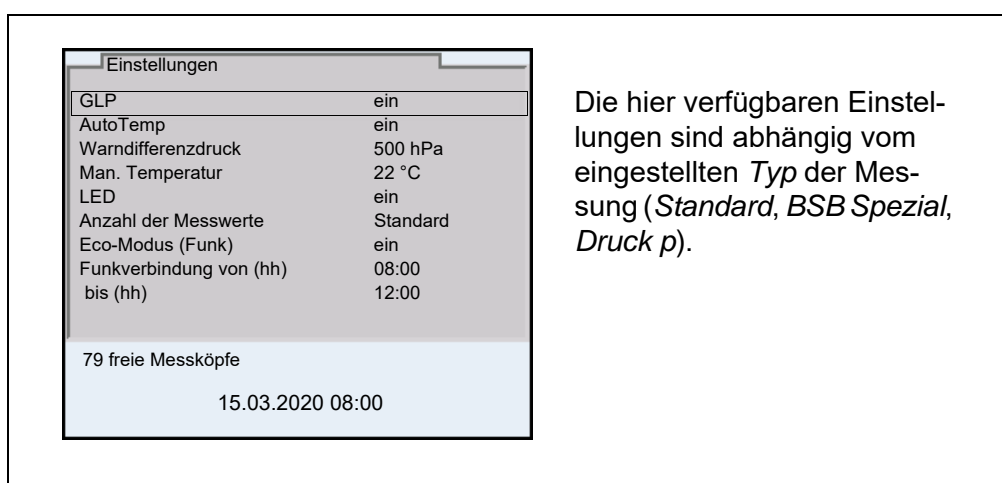 Einstellungen
GLP ein
AutoTemp ein
Warndifferenzdruck 500 hPa
Man. Temperatur 22 °C
LED ein
Anzahl der Messwerte Standard
Eco-Modus (Funk) ein
Funkverbindung von (hh) 08:00
bis (hh) 12:00
79 freie Messköpfe
15.03.2020 08:00
Die hier verfügbaren Einstel-
lungen sind abhängig vom
eingestellten Typ der Mes-
sung (Standard, BSB Spezial,
Druck p).